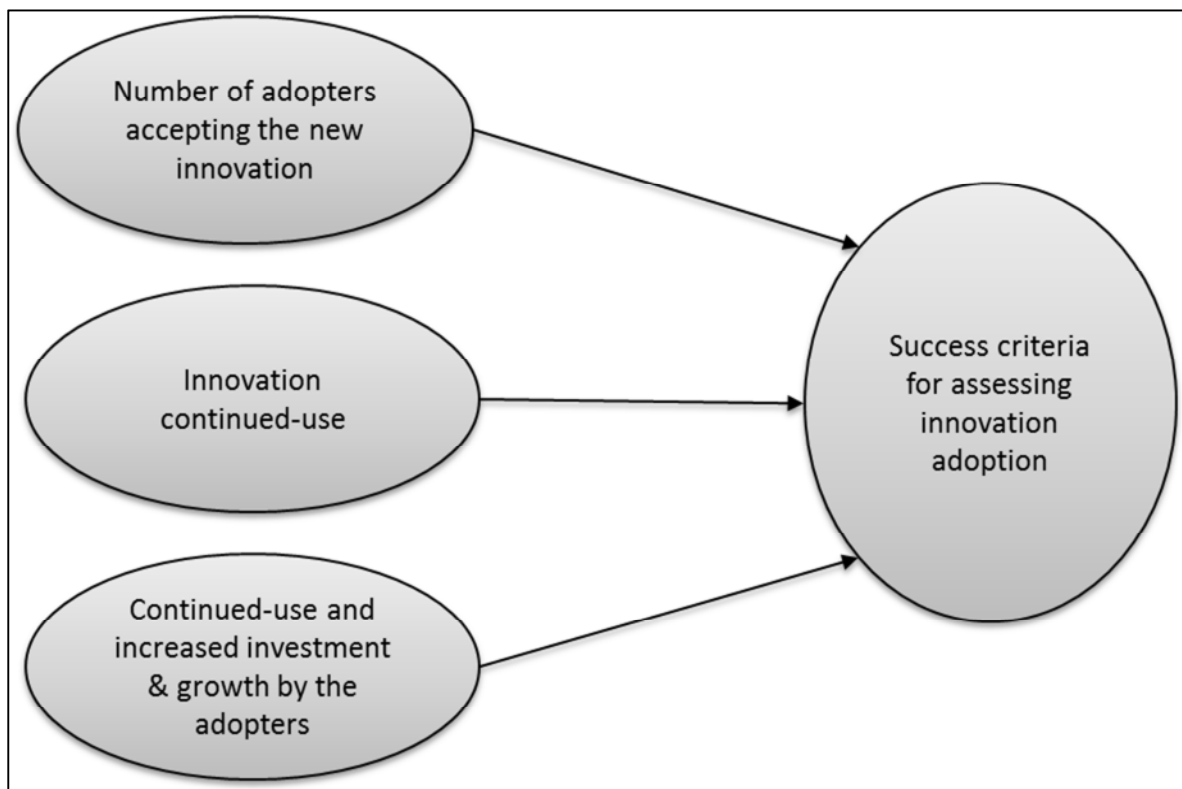 Number of adopters
accepting the new
innovation
Innovation
continued-use
Continued-use and
increased investment
& growth by the
adopters
Success criteria
for assessing
innovation
adoption